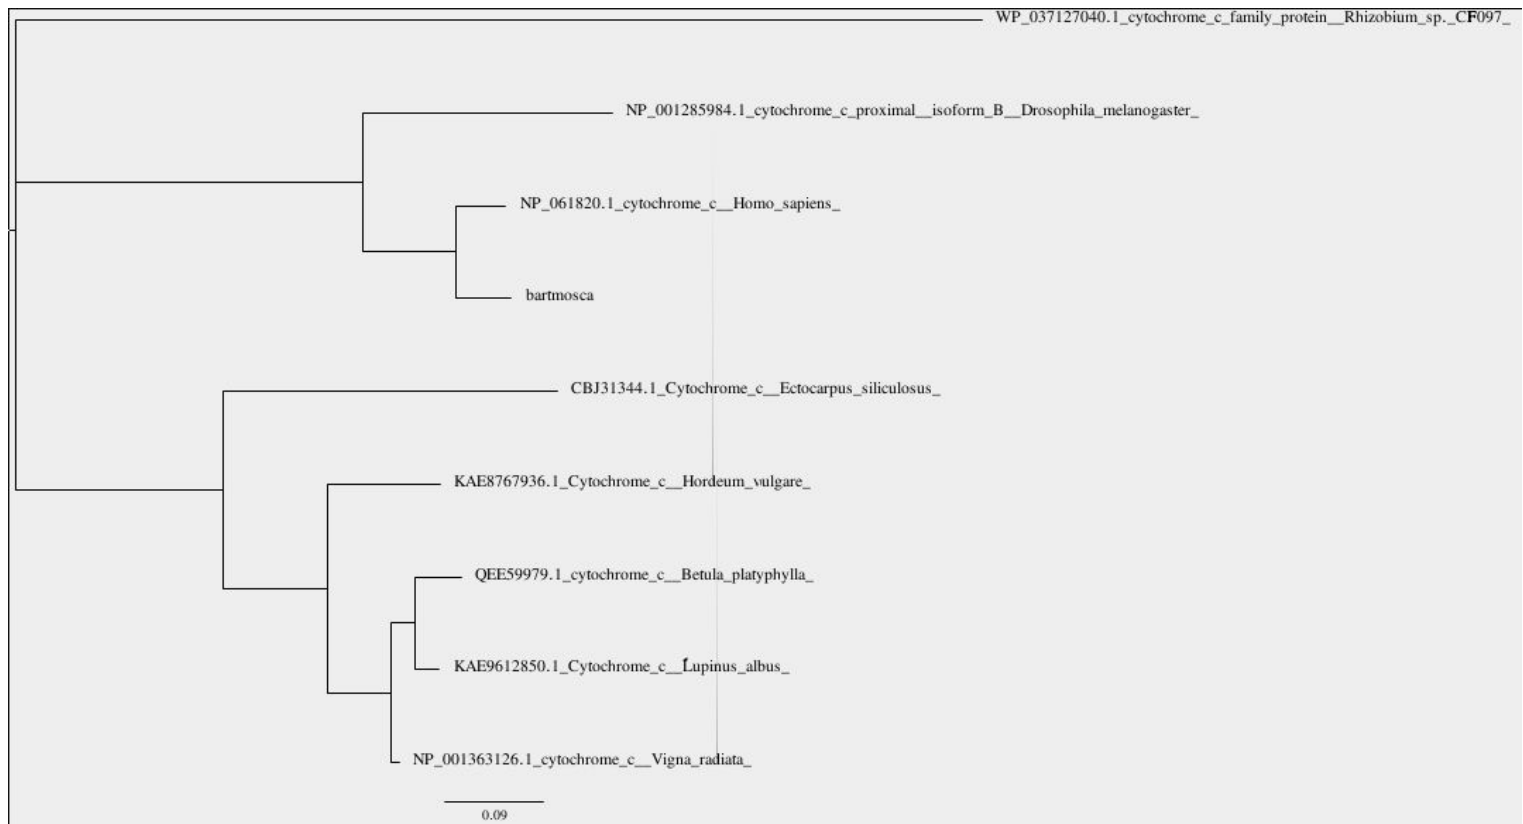 WP_037127040.1_cytochrome_c_family_protein__Rhizobium_sp._CF097_
NP_001285984.1_cytochrome_c_proximal__isoform_B__Drosophila_melanogaster_
NP_061820.1_cytochrome_c__Homo_sapiens_
bartmosca
CBJ31344.1_Cytochrome_c__Ectocarpus_siliculosus_
KAE8767936.1_Cytochrome_c__Hordeum_vulgare_
QEE59979.1_cytochrome_c__Betula_platyphylla_
KAE9612850.1_Cytochrome_c__Lupinus_albus_
NP_001363126.1_cytochrome_c__Vigna_radiata_
0.09